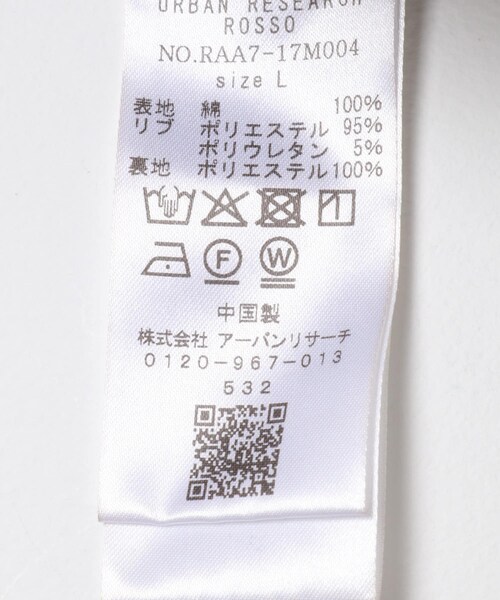 URBAN RESEARCH
ROSSO
NO.RAA7-17M004
size L
表地 綿 100%
リブ ポリエステル 95%
ポリウレタン 5%
裏地 ポリエステル100%
F W
中国製
株式会社 アーバンリサーチ
0120-967-013
532